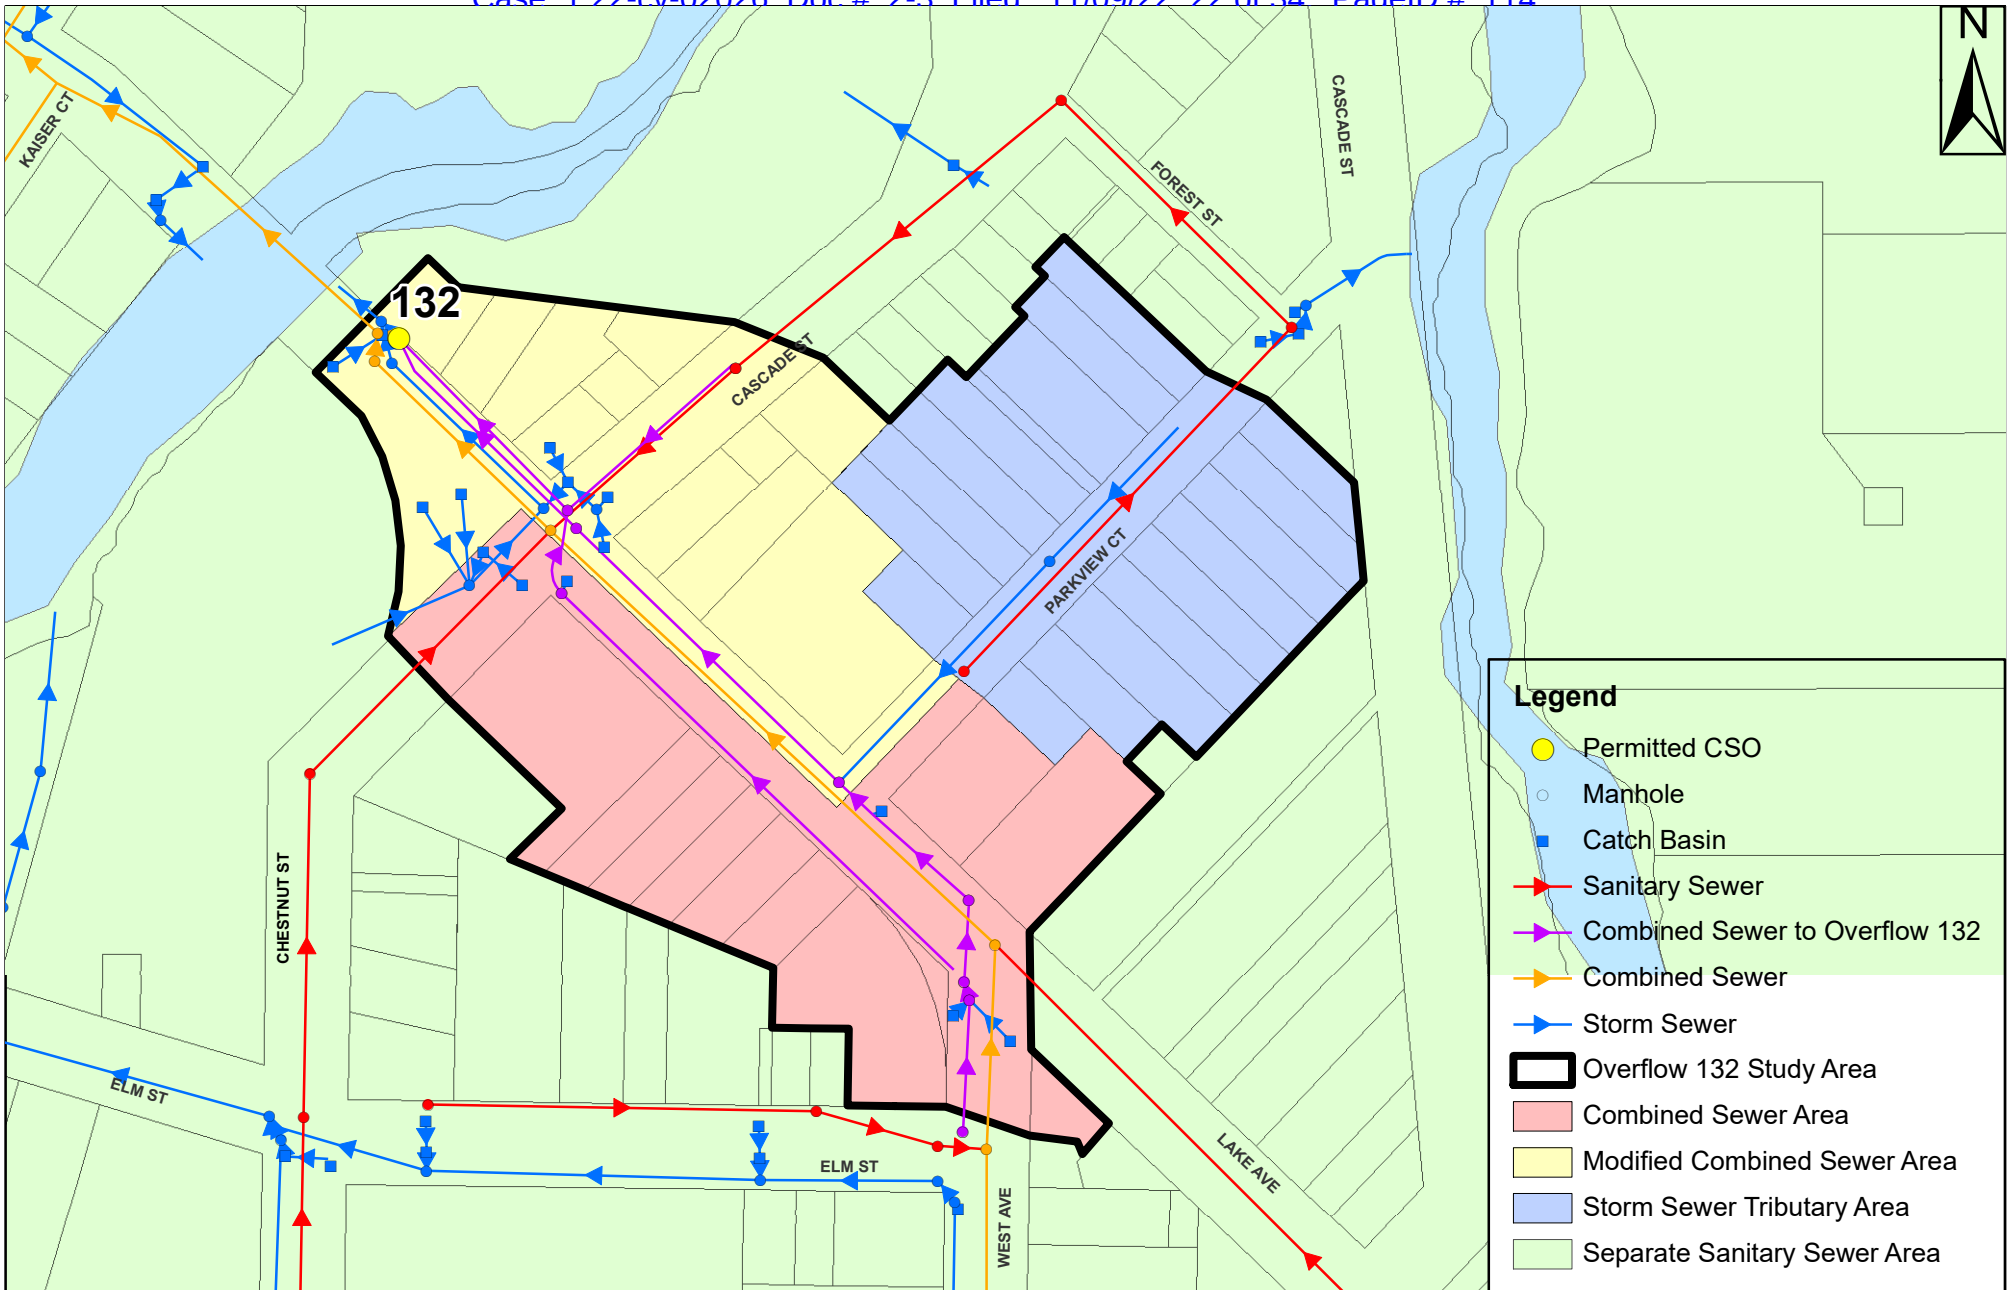 N
KAISER CT
CASCADE ST
FOREST ST
132
CASCADE ST
PARKVIEW CT
CHESTNUT ST
ELM ST
ELM ST
WEST AVE
LAKE AVE
Legend
Permitted CSO
Manhole
Catch Basin
Sanitary Sewer
Combined Sewer to Overflow 132
Combined Sewer
Storm Sewer
Overflow 132 Study Area
Combined Sewer Area
Modified Combined Sewer Area
Storm Sewer Tributary Area
Separate Sanitary Sewer Area